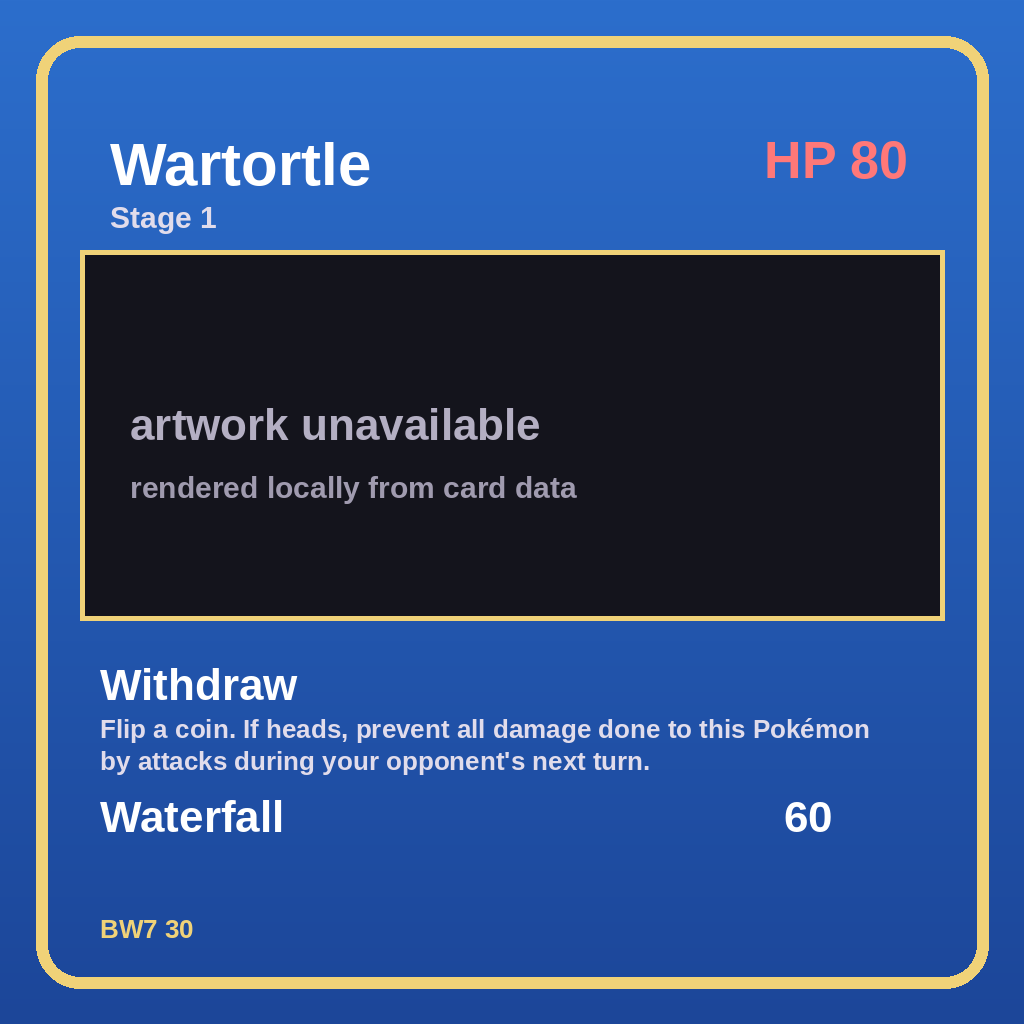 Wartortle
HP 80
Stage 1
artwork unavailable
rendered locally from card data
Withdraw
Flip a coin. If heads, prevent all damage done to this Pokémon
by attacks during your opponent's next turn.
Waterfall 60
BW7 30